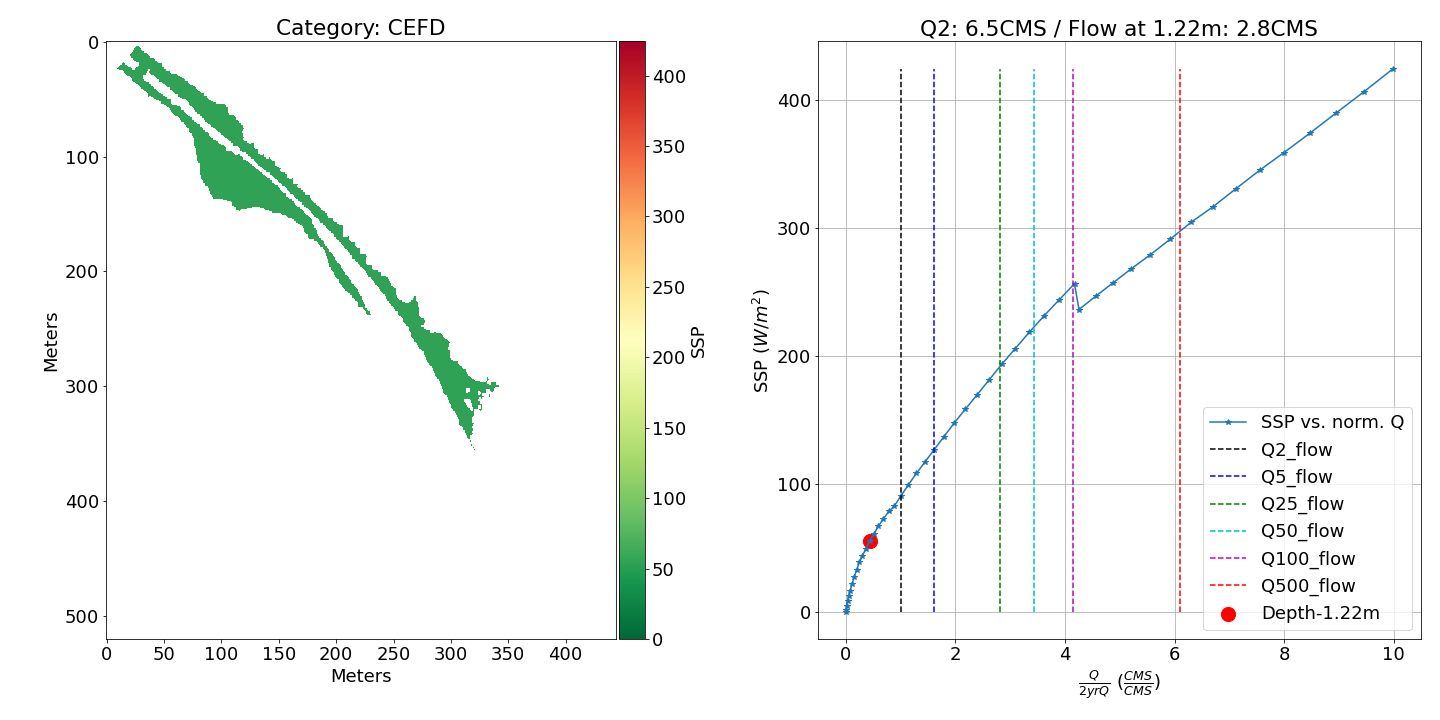 Category: CEFD
0
100
200
300
400
500
Meters
0
50
100
150
200
250
300
350
400
Meters
400
350
300
250
200
150
100
50
0
SSP
Q2: 6.5CMS / Flow at 1.22m: 2.8CMS
400
300
200
100
0
SSP (W/m²)
0
2
4
6
8
10
Q/2yrQ (CMS/CMS)
SSP vs. norm. Q
Q2_flow
Q5_flow
Q25_flow
Q50_flow
Q100_flow
Q500_flow
Depth-1.22m